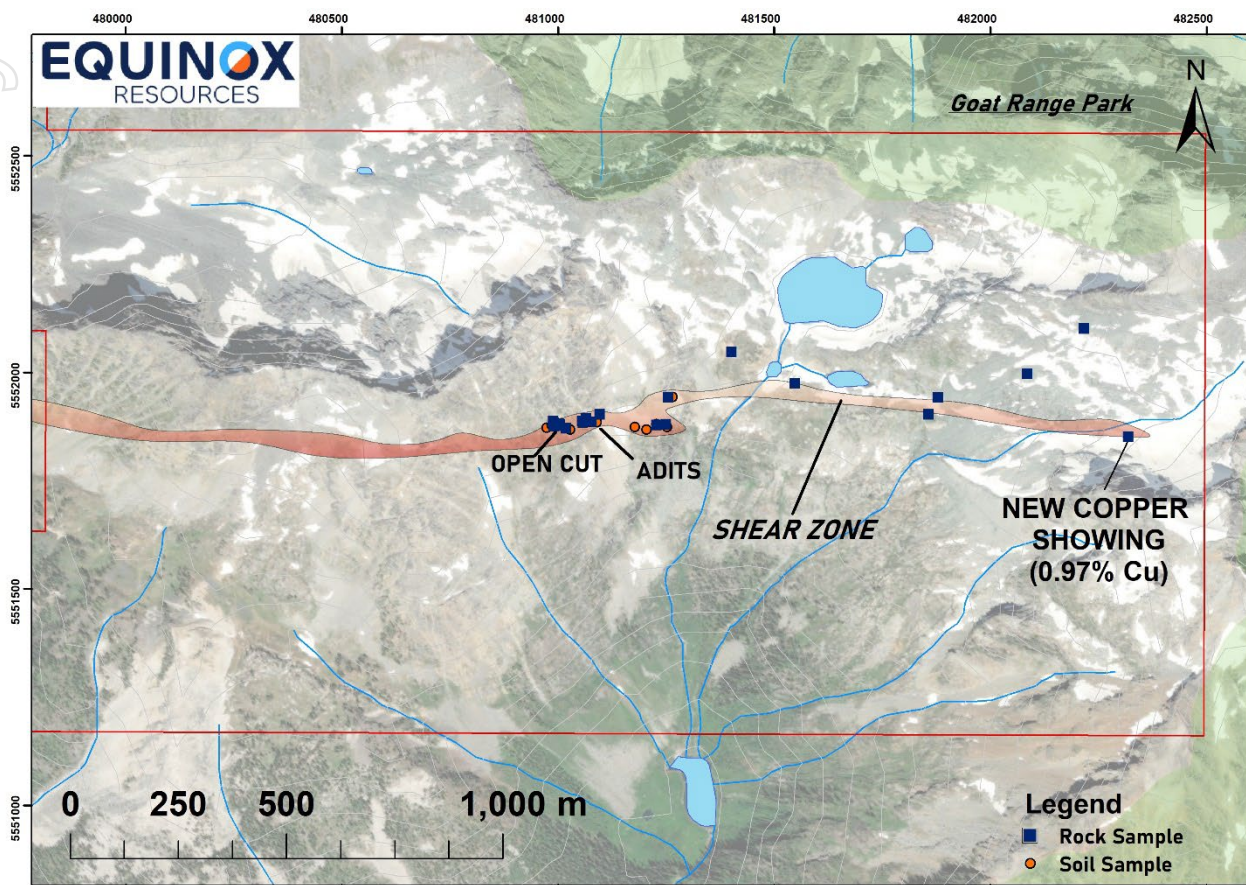 480000
480500
481000
481500
482000
482500
EQUINOX
RESOURCES
N
Goat Range Park
5552500
5552000
5551500
5551000
OPEN CUT
ADITS
SHEAR ZONE
NEW COPPER
SHOWING
(0.97% Cu)
0 250 500 1,000 m
Legend
Rock Sample
Soil Sample